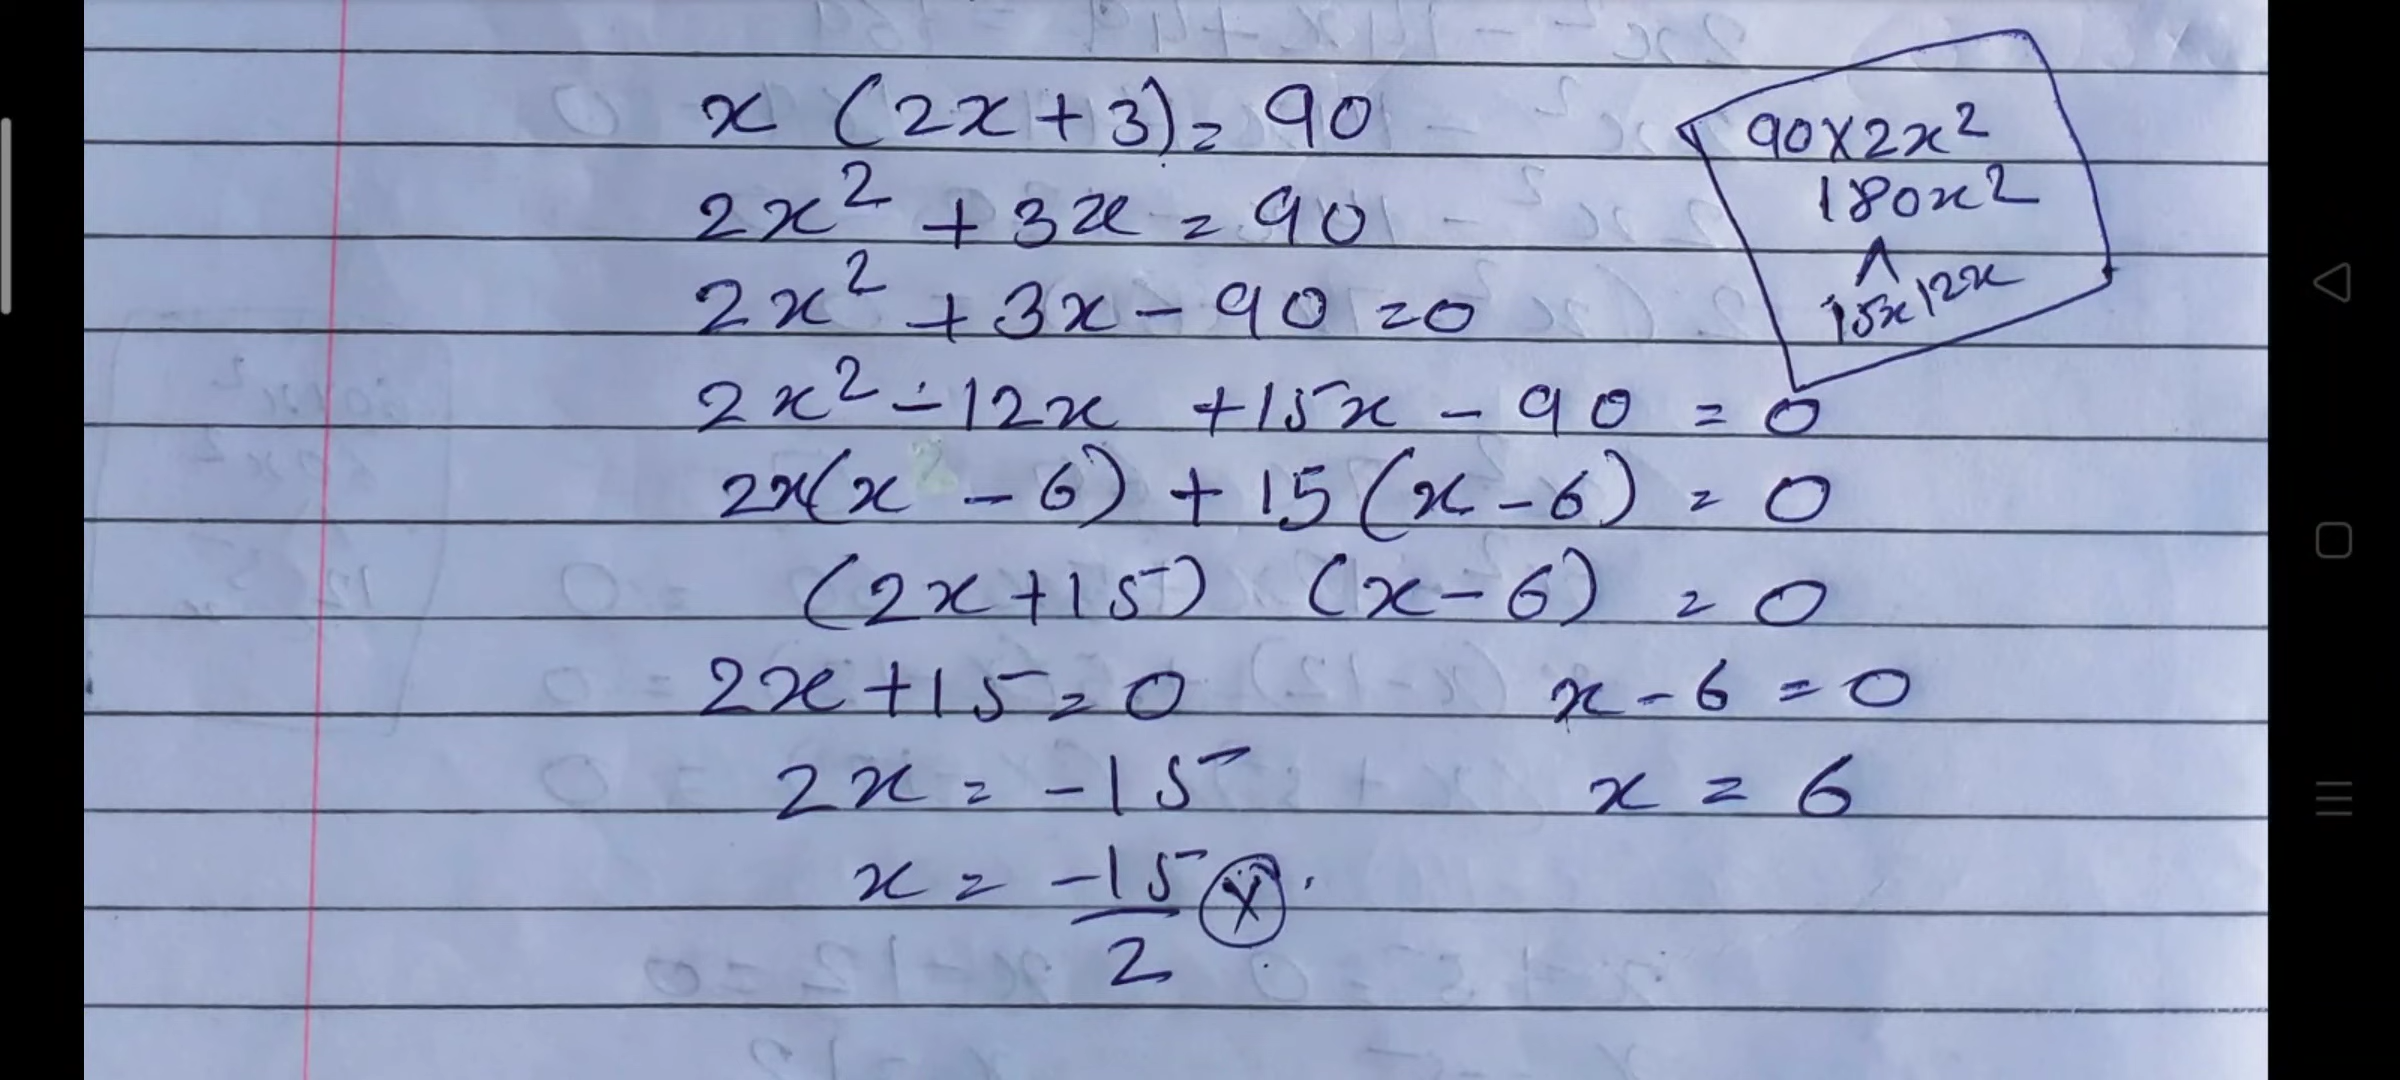 x (2x+3) = 90
2x² + 3x = 90
2x² + 3x - 90 = 0
2x² - 12x + 15x - 90 = 0
2x(x - 6) + 15(x - 6) = 0
(2x+15) (x-6) = 0
2x+15 = 0 x-6 = 0
2x = -15 x = 6
x = -15/2 ⓧ
90×2x²
180x²
^
15x 12x